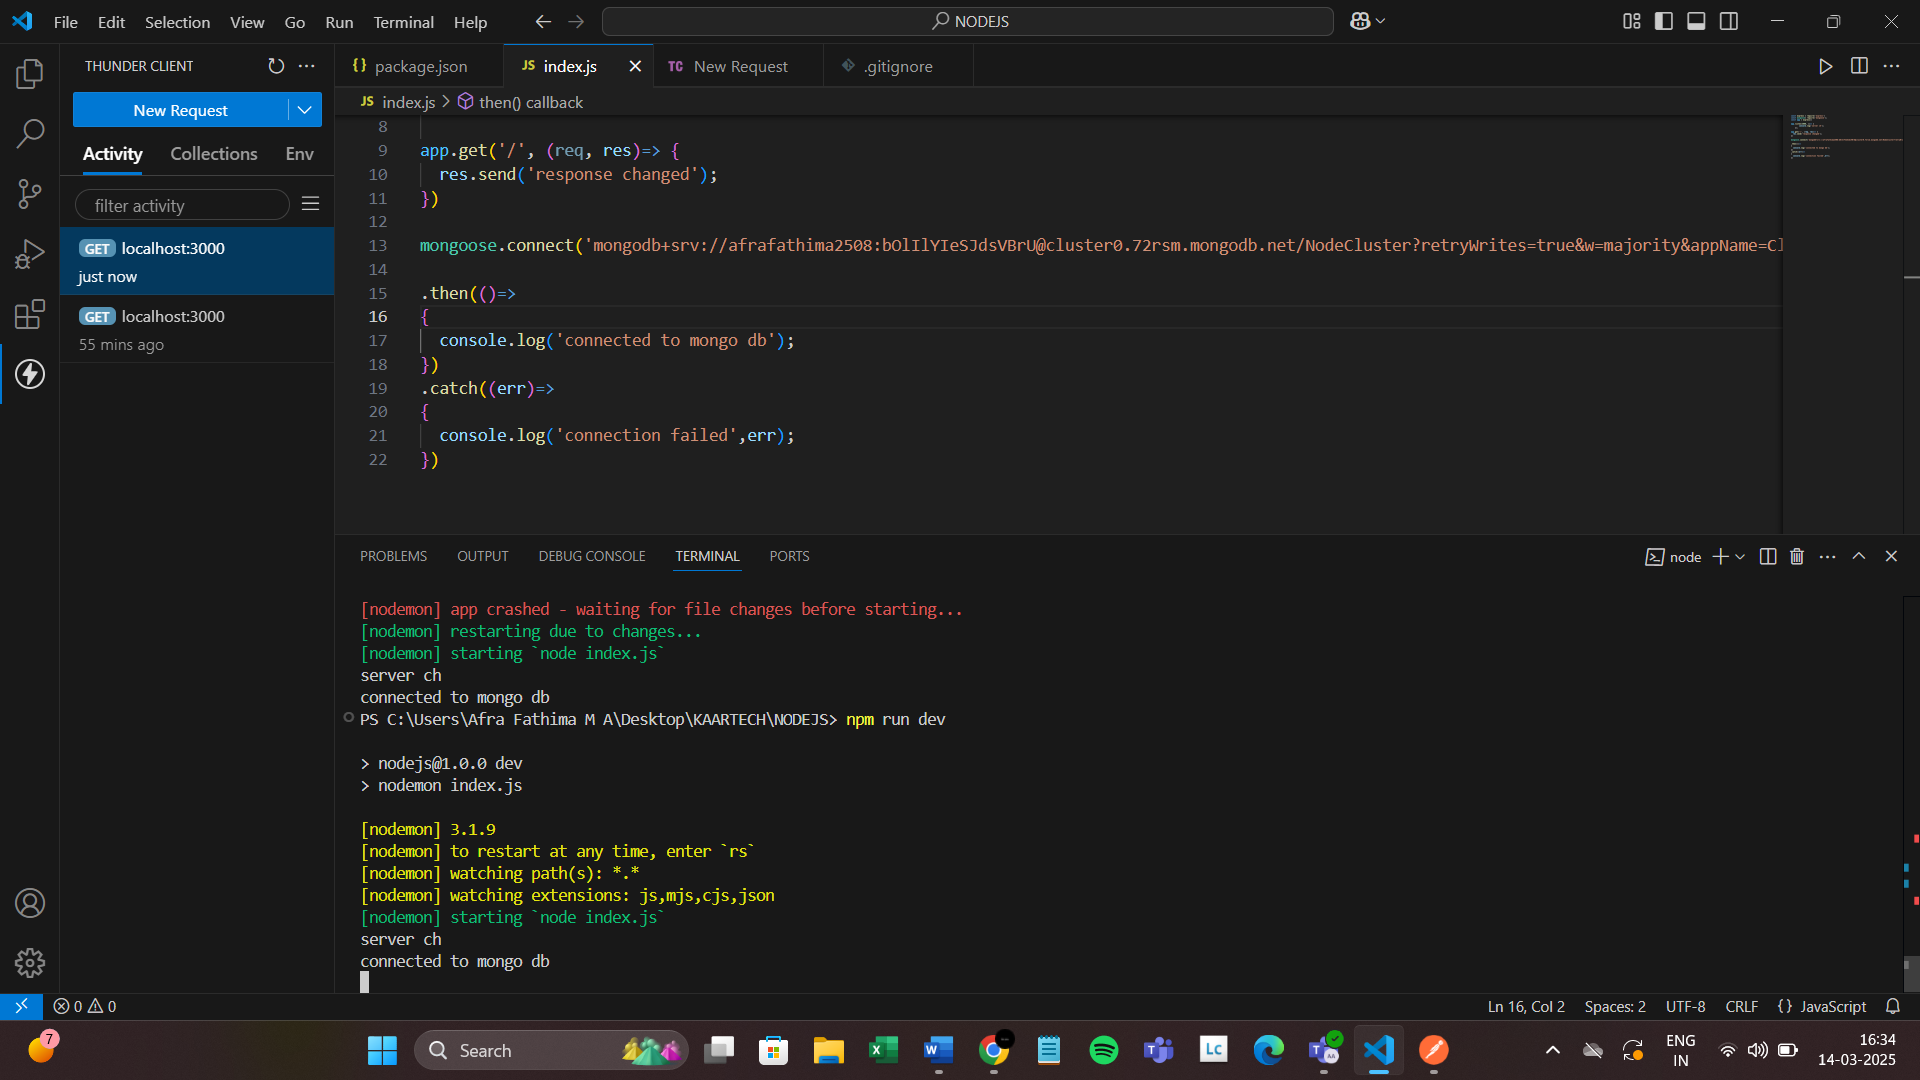 File Edit Selection View Go Run Terminal Help
NODEJS
THUNDER CLIENT
New Request
Activity Collections Env
filter activity
GET localhost:3000
just now
GET localhost:3000
55 mins ago
{} package.json
JS index.js
TC New Request
.gitignore
JS index.js > then() callback
8
9 app.get('/', (req, res)=> {
10 res.send('response changed');
11 })
12
13 mongoose.connect('mongodb+srv://afrafathima2508:bOlIlYIeSJdsVBrU@cluster0.72rsm.mongodb.net/NodeCluster?retryWrites=true&w=majority&appName=Cl
14
15 .then(()=>
16 {
17 console.log('connected to mongo db');
18 })
19 .catch((err)=>
20 {
21 console.log('connection failed',err);
22 })
PROBLEMS OUTPUT DEBUG CONSOLE TERMINAL PORTS
node
[nodemon] app crashed - waiting for file changes before starting...
[nodemon] restarting due to changes...
[nodemon] starting `node index.js`
server ch
connected to mongo db
PS C:\Users\Afra Fathima M A\Desktop\KAARTECH\NODEJS> npm run dev
> nodejs@1.0.0 dev
> nodemon index.js
[nodemon] 3.1.9
[nodemon] to restart at any time, enter `rs`
[nodemon] watching path(s): *.*
[nodemon] watching extensions: js,mjs,cjs,json
[nodemon] starting `node index.js`
server ch
connected to mongo db
0 0
Ln 16, Col 2 Spaces: 2 UTF-8 CRLF {} JavaScript
7
Search
LC
ENG
IN
16:34
14-03-2025